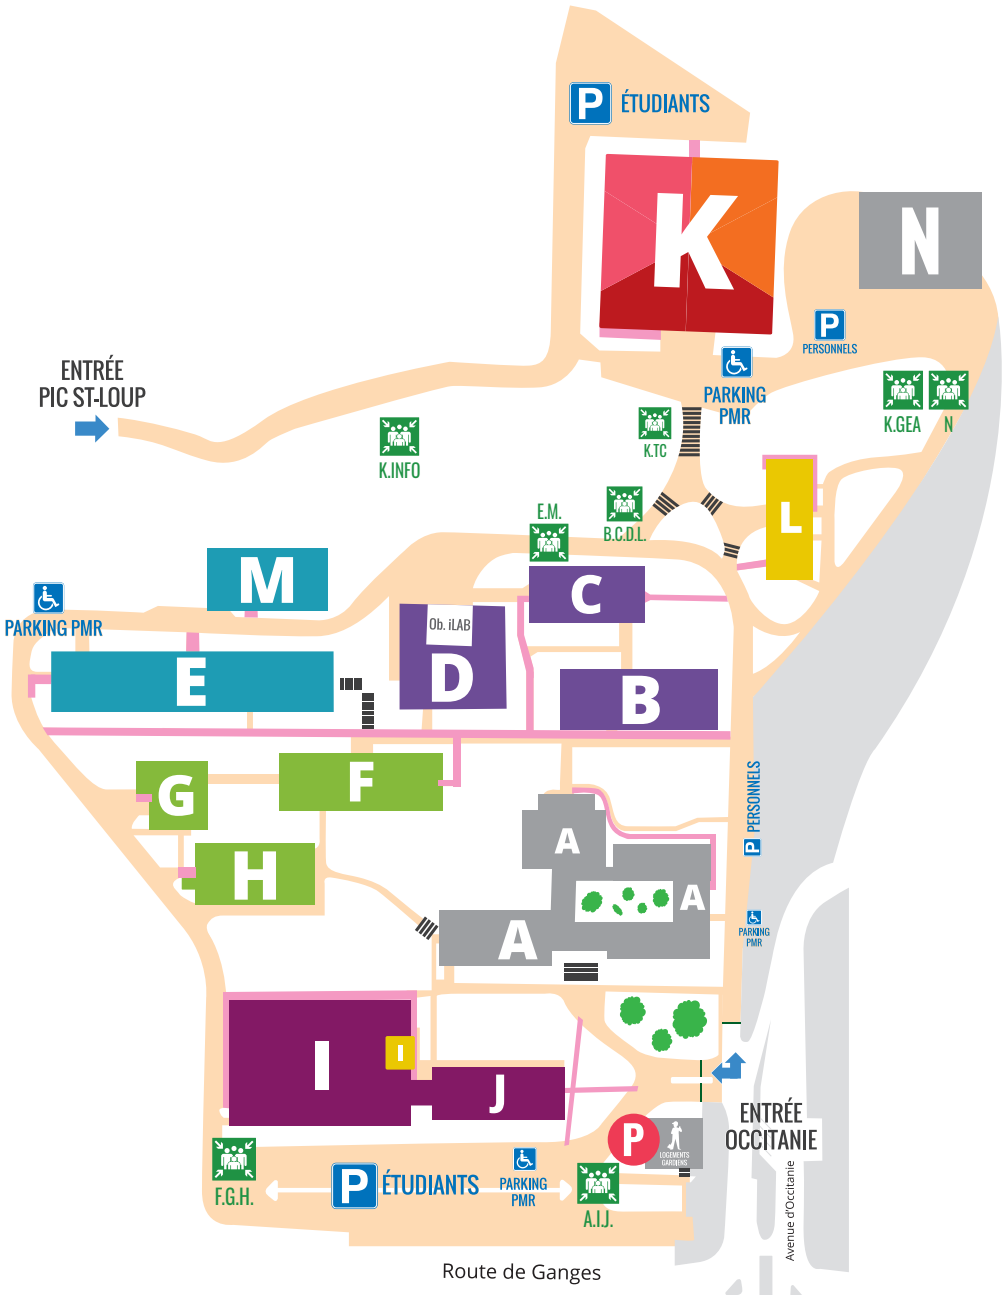 P ÉTUDIANTS
K
N
P
PERSONNELS
PARKING
PMR
ENTRÉE
PIC ST-LOUP
K.INFO
K.TC
K.GEA
N
E.M.
B.C.D.L.
L
M
C
PARKING PMR
Ob. iLAB
E
D
B
G
F
P PERSONNELS
H
A
A
A
PARKING
PMR
I
I
J
ENTRÉE
OCCITANIE
P
LOGEMENTS
GARDIENS
F.G.H.
P ÉTUDIANTS
PARKING
PMR
A.I.J.
Avenue d'Occitanie
Route de Ganges